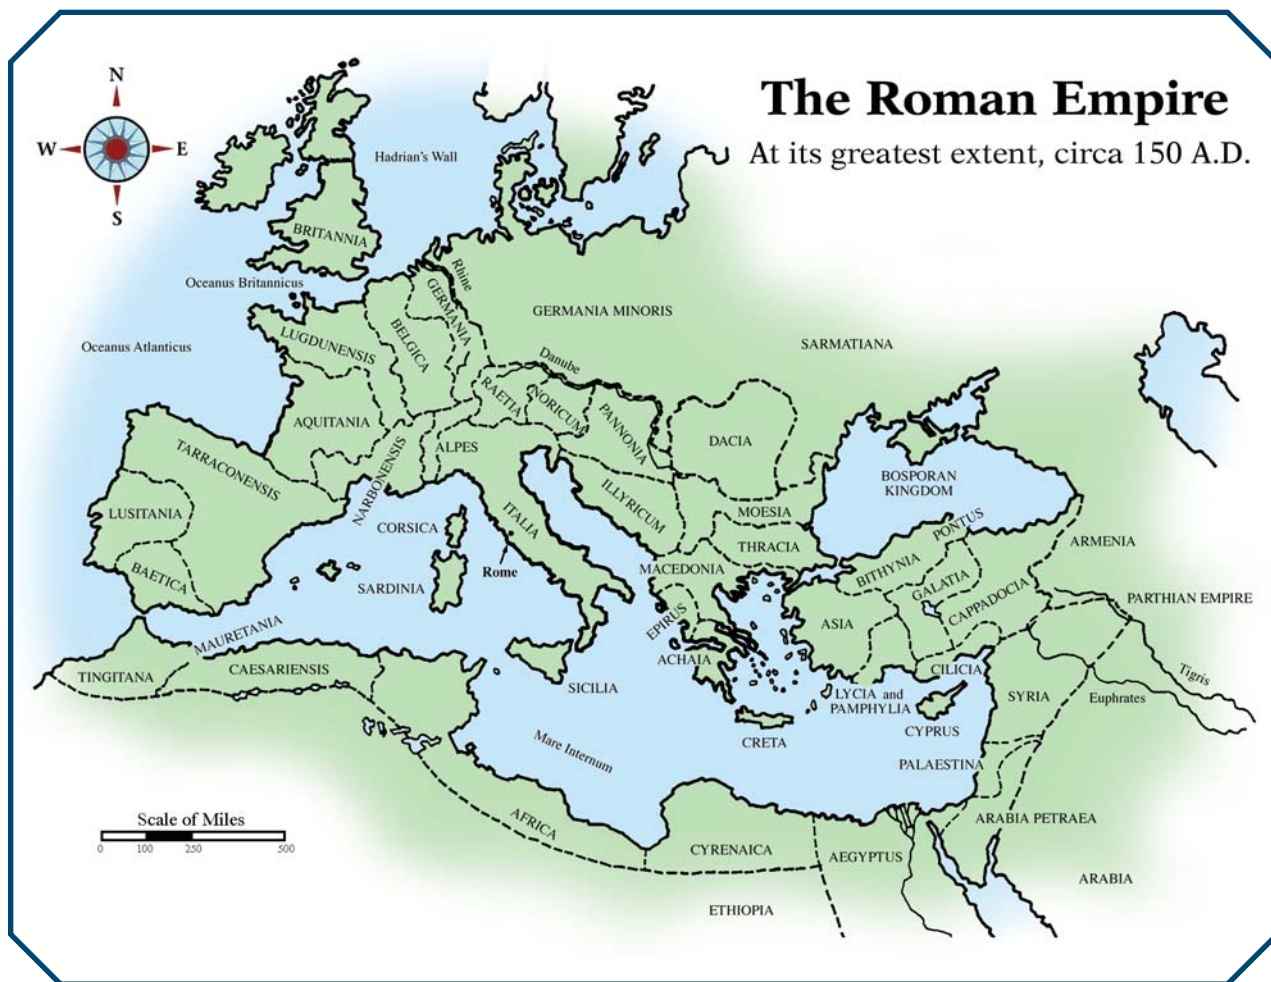 The Roman Empire
At its greatest extent, circa 150 A.D.
N
W
E
S
Hadrian's Wall
BRITANNIA
Oceanus Britannicus
Oceanus Atlanticus
Rhine
GERMANIA
GERMANIA MINORIS
SARMATIANA
LUGDUNENSIS
BELGICA
Danube
RAETIA
NORICUM
PANNONIA
AQUITANIA
ALPES
DACIA
TARRACONENSIS
NARBONENSIS
BOSPORAN
KINGDOM
ILLYRICUM
LUSITANIA
CORSICA
ITALIA
MOESIA
PONTUS
THRACIA
ARMENIA
BAETICA
SARDINIA
Rome
MACEDONIA
BITHYNIA
GALATIA
CAPPADOCIA
PARTHIAN EMPIRE
MAURETANIA
EPIRUS
ASIA
TINGITANA
CAESARIENSIS
ACHAIA
SICILIA
CILICIA
LYCIA and
PAMPHYLIA
SYRIA
Tigris
Euphrates
CYPRUS
CRETA
Mare Internum
PALAESTINA
AFRICA
ARABIA PETRAEA
CYRENAICA
AEGYPTUS
ARABIA
ETHIOPIA
Scale of Miles
0 100 250 500